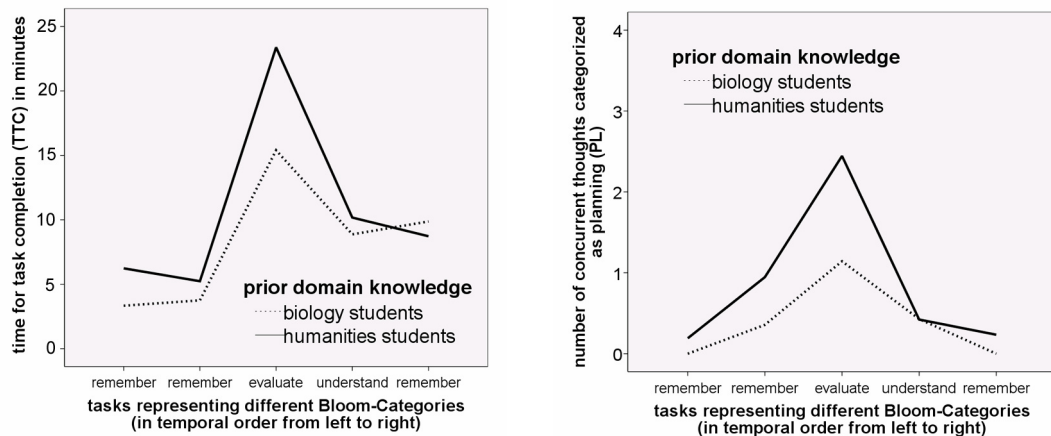 time for task completion (TTC) in minutes
25
20
15
10
5
0
prior domain knowledge
biology students
humanities students
remember remember evaluate understand remember
tasks representing different Bloom-Categories
(in temporal order from left to right)
number of concurrent thoughts categorized
as planning (PL)
4
3
2
1
0
prior domain knowledge
biology students
humanities students
remember remember evaluate understand remember
tasks representing different Bloom-Categories
(in temporal order from left to right)